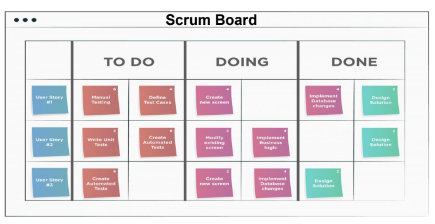 Scrum Board
TO DO
DOING
DONE
User Story
#1
Manual
Testing
Define
Test Cases
Create
new screen
Implement
Database
changes
Design
Solution
User Story
#2
Write Unit
Tests
Create
Automated
Tests
Modify
existing
screen
Implement
Business
logic
Design
Solution
User Story
#3
Create
Automated
Tests
Create
new screen
Implement
Database
changes
Design
Solution